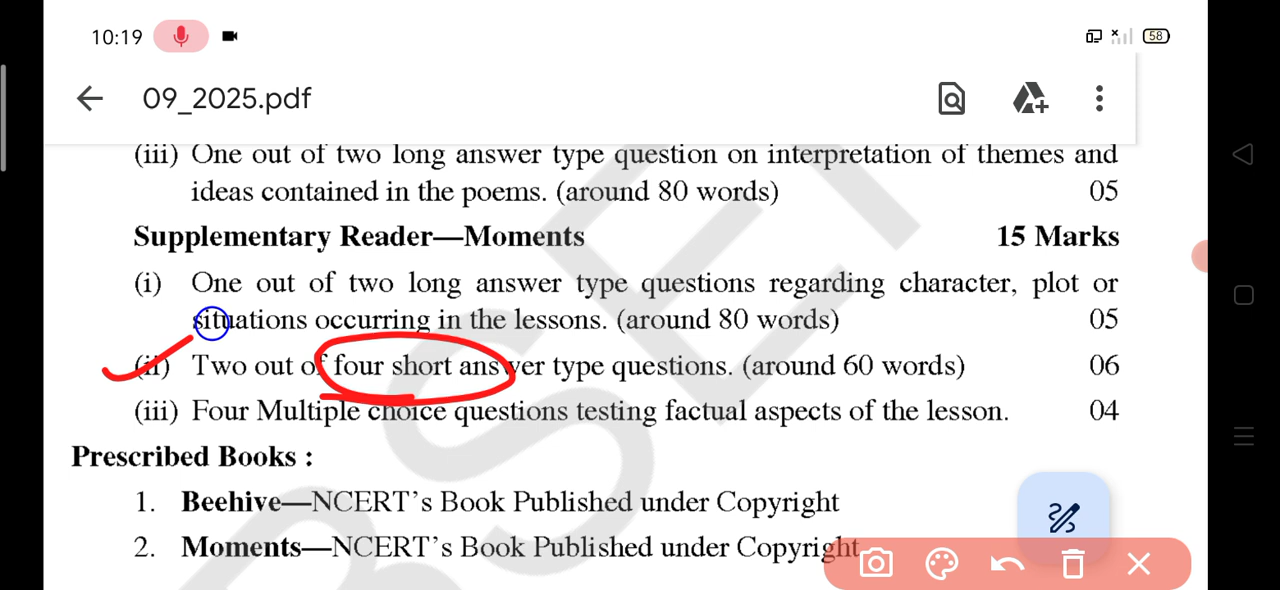 10:19 58
09_2025.pdf
(iii) One out of two long answer type question on interpretation of themes and
ideas contained in the poems. (around 80 words) 05
Supplementary Reader—Moments 15 Marks
(i) One out of two long answer type questions regarding character, plot or
situations occurring in the lessons. (around 80 words) 05
(ii) Two out of four short answer type questions. (around 60 words) 06
(iii) Four Multiple choice questions testing factual aspects of the lesson. 04
Prescribed Books :
1. Beehive—NCERT's Book Published under Copyright
2. Moments—NCERT's Book Published under Copyright